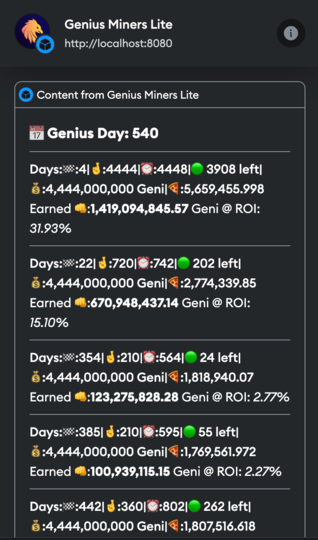 Genius Miners Lite
http://localhost:8080
Content from Genius Miners Lite
📅 Genius Day: 540
Days:🏁:4|🤞:4444|⏰:4448|🟢 3908 left|
💰:4,444,000,000 Geni|🍕:5,659,455.998
Earned 👊:1,419,094,845.57 Geni @ ROI:
31.93%
Days:🏁:22|🤞:720|⏰:742|🟢 202 left|
💰:4,444,000,000 Geni|🍕:2,774,339.85
Earned 👊:670,948,437.14 Geni @ ROI:
15.10%
Days:🏁:354|🤞:210|⏰:564|🟢 24 left|
💰:4,444,000,000 Geni|🍕:1,818,940.07
Earned 👊:123,275,828.28 Geni @ ROI: 2.77%
Days:🏁:385|🤞:210|⏰:595|🟢 55 left|
💰:4,444,000,000 Geni|🍕:1,769,561.972
Earned 👊:100,939,115.15 Geni @ ROI: 2.27%
Days:🏁:442|🤞:360|⏰:802|🟢 262 left|
💰:4,444,000,000 Geni|🍕:1,807,516.618